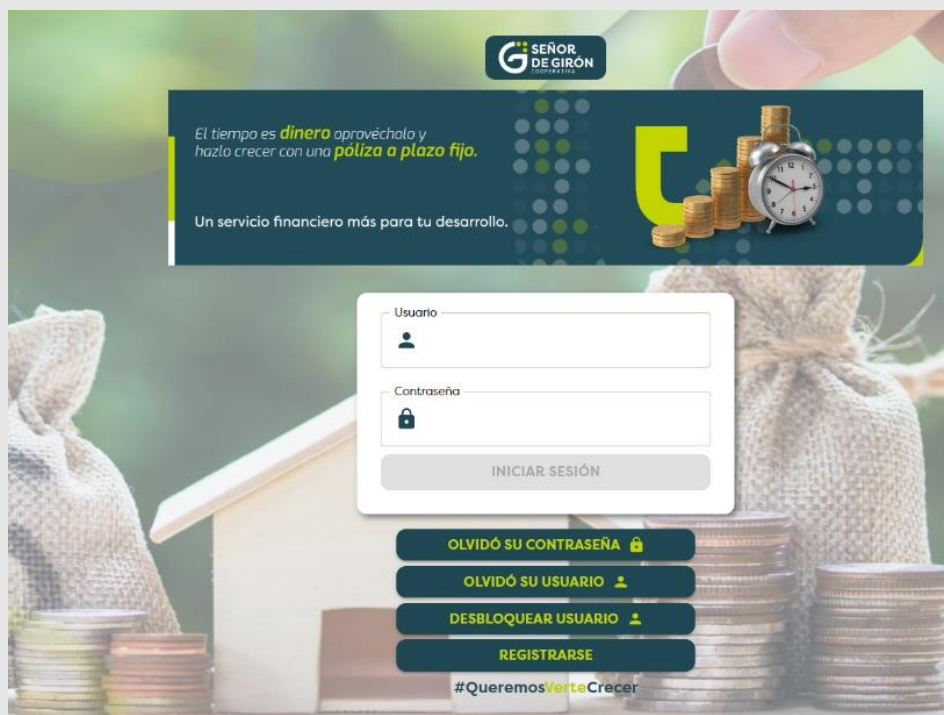 SEÑOR
DE GIRÓN
COOPERATIVA
El tiempo es dinero aprovéchalo y
hazlo crecer con una póliza a plazo fijo.
Un servicio financiero más para tu desarrollo.
Usuario
Contraseña
INICIAR SESIÓN
OLVIDÓ SU CONTRASEÑA
OLVIDÓ SU USUARIO
DESBLOQUEAR USUARIO
REGISTRARSE
#QueremosVerteCrecer